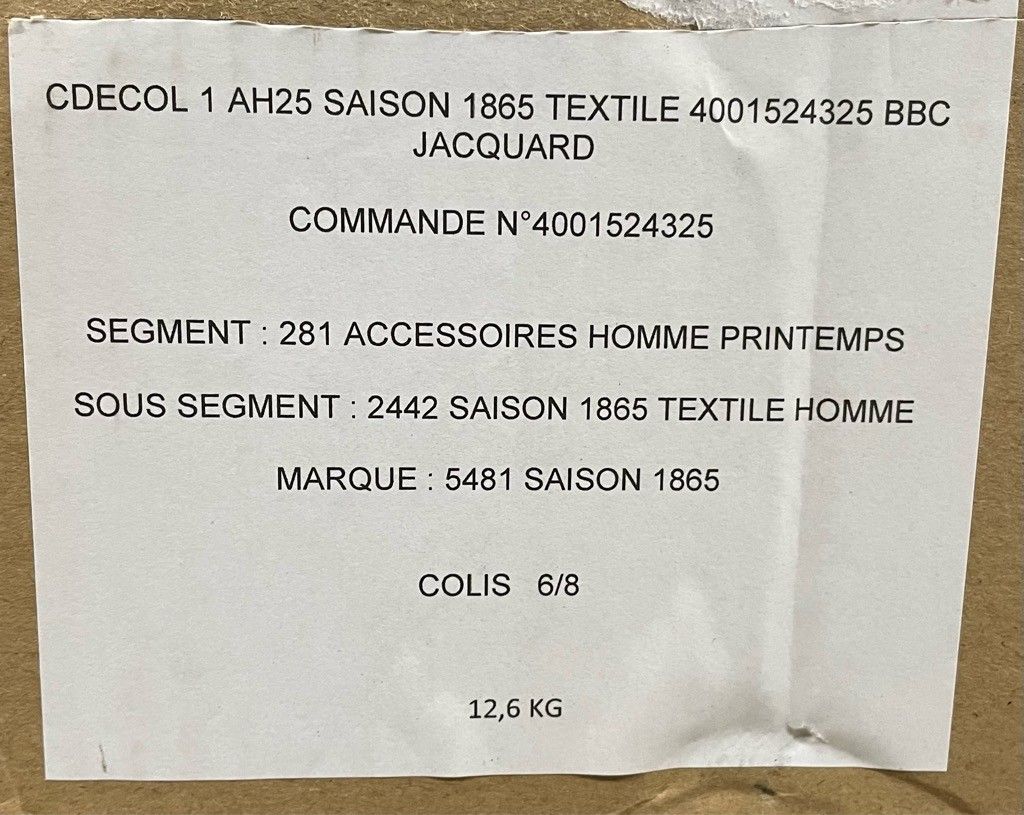 CDECOL 1 AH25 SAISON 1865 TEXTILE 4001524325 BBC
JACQUARD
COMMANDE N°4001524325
SEGMENT : 281 ACCESSOIRES HOMME PRINTEMPS
SOUS SEGMENT : 2442 SAISON 1865 TEXTILE HOMME
MARQUE : 5481 SAISON 1865
COLIS 6/8
12,6 KG